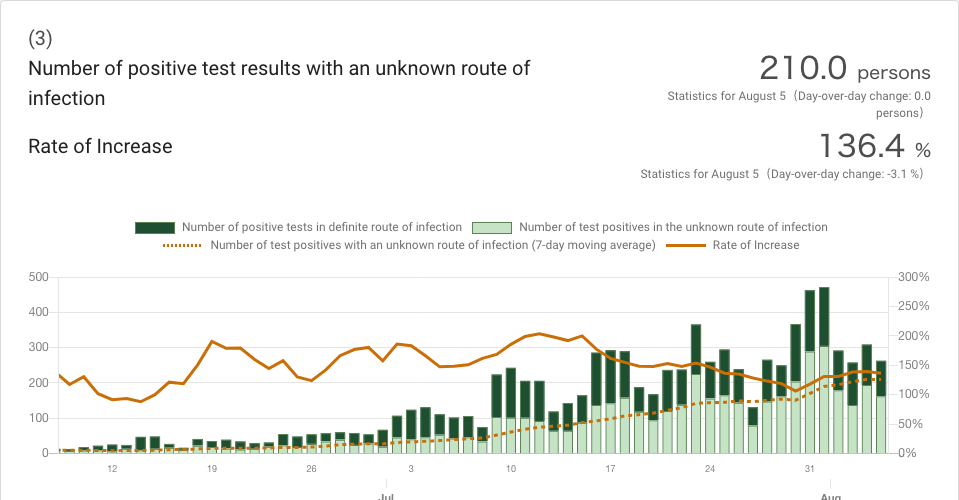 (3)
Number of positive test results with an unknown route of
infection
210.0 persons
Statistics for August 5（Day-over-day change: 0.0
persons）
Rate of Increase
136.4 %
Statistics for August 5（Day-over-day change: -3.1 %）
Number of positive tests in definite route of infection Number of test positives in the unknown route of infection
Number of test positives with an unknown route of infection (7-day moving average) Rate of Increase
500 300%
250%
400
200%
300
150%
200
100%
100
50%
0 0%
12 19 26 3 10 17 24 31
Jul Aug